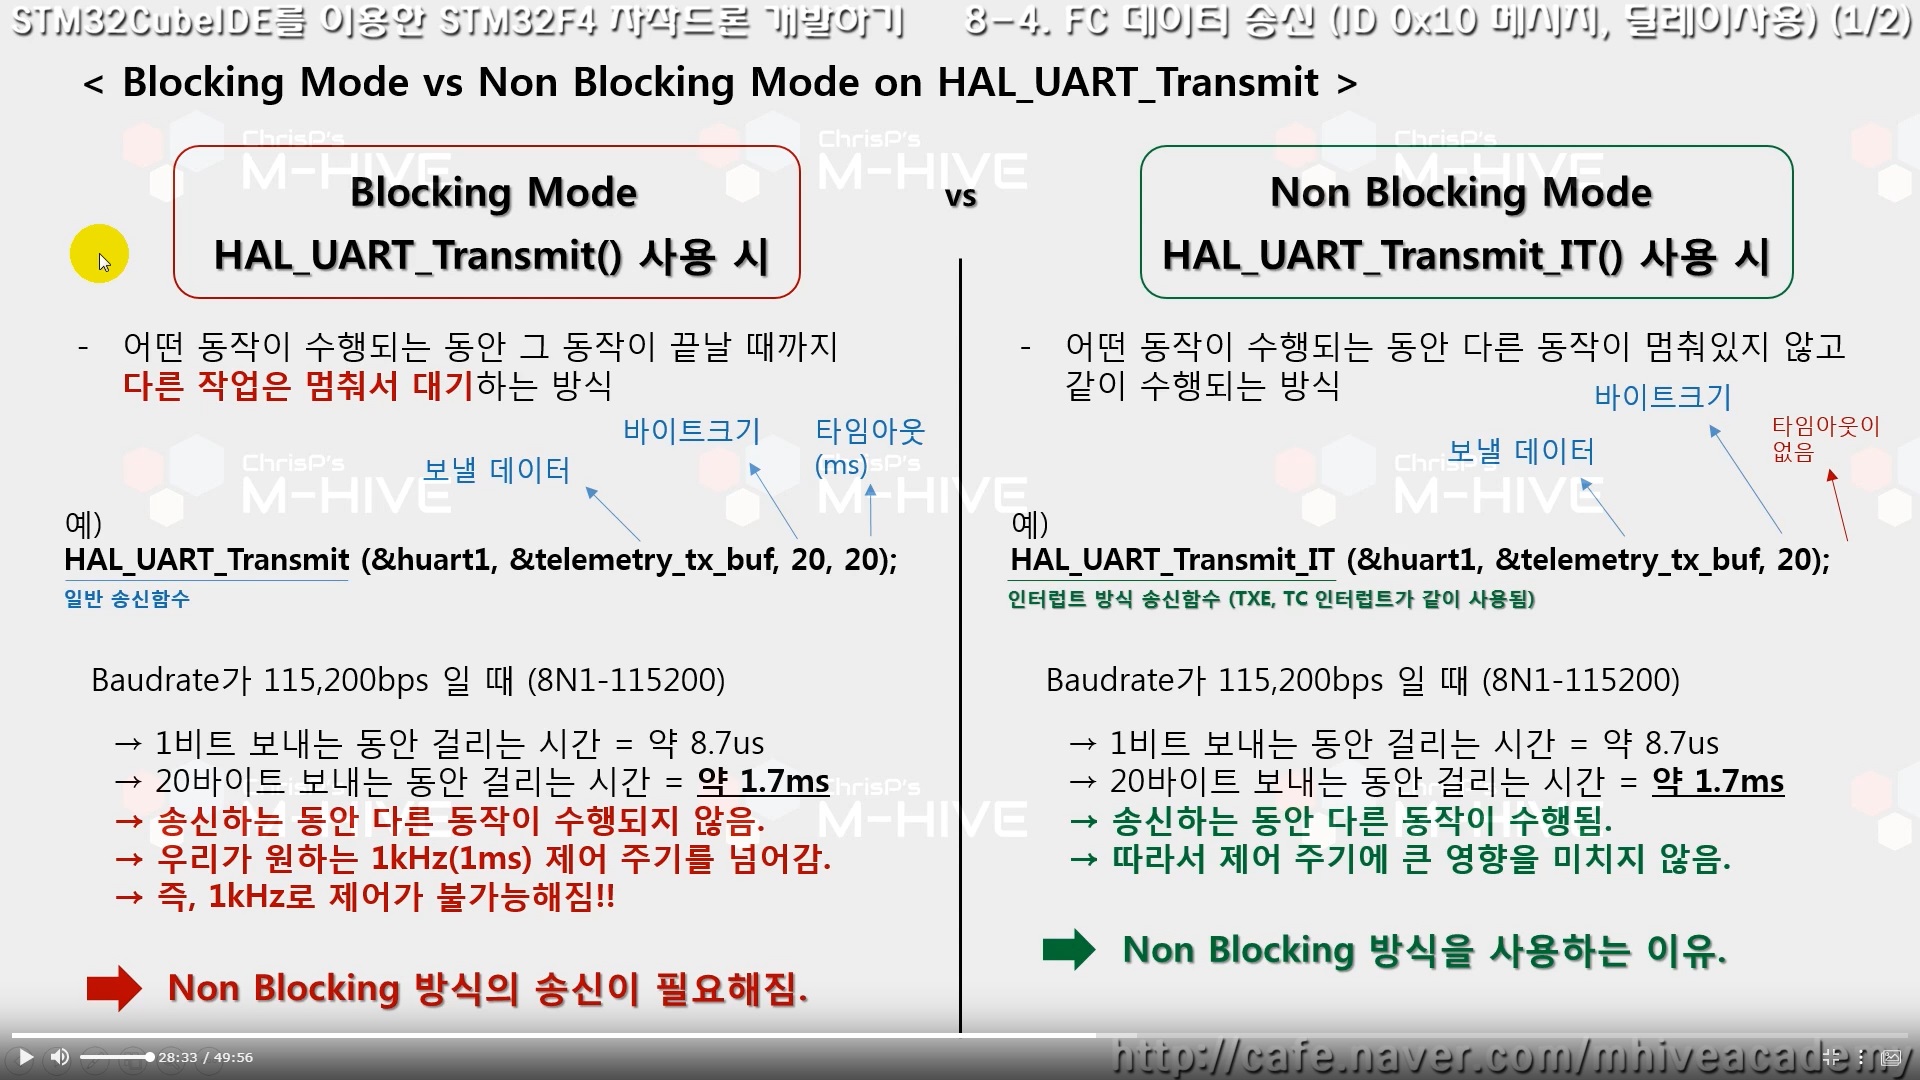 STM32CubeIDE를 이용한 STM32F4 자작드론 개발하기 8-4. FC 데이터 송신 (ID 0x10 메시지, 딜레이사용) (1/2)
< Blocking Mode vs Non Blocking Mode on HAL_UART_Transmit >
Blocking Mode
HAL_UART_Transmit() 사용 시
vs
Non Blocking Mode
HAL_UART_Transmit_IT() 사용 시
- 어떤 동작이 수행되는 동안 그 동작이 끝날 때까지
다른 작업은 멈춰서 대기하는 방식
바이트크기
타임아웃
(ms)
보낼 데이터
예)
HAL_UART_Transmit (&huart1, &telemetry_tx_buf, 20, 20);
일반 송신함수
Baudrate가 115,200bps 일 때 (8N1-115200)
→ 1비트 보내는 동안 걸리는 시간 = 약 8.7us
→ 20바이트 보내는 동안 걸리는 시간 = 약 1.7ms
→ 송신하는 동안 다른 동작이 수행되지 않음.
→ 우리가 원하는 1kHz(1ms) 제어 주기를 넘어감.
→ 즉, 1kHz로 제어가 불가능해짐!!
Non Blocking 방식의 송신이 필요해짐.
- 어떤 동작이 수행되는 동안 다른 동작이 멈춰있지 않고
같이 수행되는 방식
바이트크기
타임아웃이
없음
보낼 데이터
예)
HAL_UART_Transmit_IT (&huart1, &telemetry_tx_buf, 20);
인터럽트 방식 송신함수 (TXE, TC 인터럽트가 같이 사용됨)
Baudrate가 115,200bps 일 때 (8N1-115200)
→ 1비트 보내는 동안 걸리는 시간 = 약 8.7us
→ 20바이트 보내는 동안 걸리는 시간 = 약 1.7ms
→ 송신하는 동안 다른 동작이 수행됨.
→ 따라서 제어 주기에 큰 영향을 미치지 않음.
Non Blocking 방식을 사용하는 이유.
ChrisP's
M-HIVE
ChrisP's
M-HIVE
ChrisP's
M-HIVE
ChrisP's
M-HIVE
ChrisP's
M-HIVE
ChrisP's
M-HIVE
ChrisP's
M-HIVE
ChrisP's
M-HIVE
ChrisP's
M-HIVE
28:33 / 49:56
http://cafe.naver.com/mhiveacademy